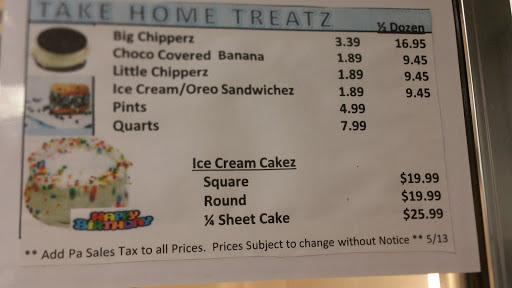 TAKE HOME TREATZ
½ Dozen
Big Chipperz 3.39 16.95
Choco Covered Banana 1.89 9.45
Little Chipperz 1.89 9.45
Ice Cream/Oreo Sandwichez 1.89 9.45
Pints 4.99
Quarts 7.99
Ice Cream Cakez
Square $19.99
Round $19.99
¼ Sheet Cake $25.99
HAPPY
BIRTHDAY
** Add Pa Sales Tax to all Prices. Prices Subject to change without Notice ** 5/13